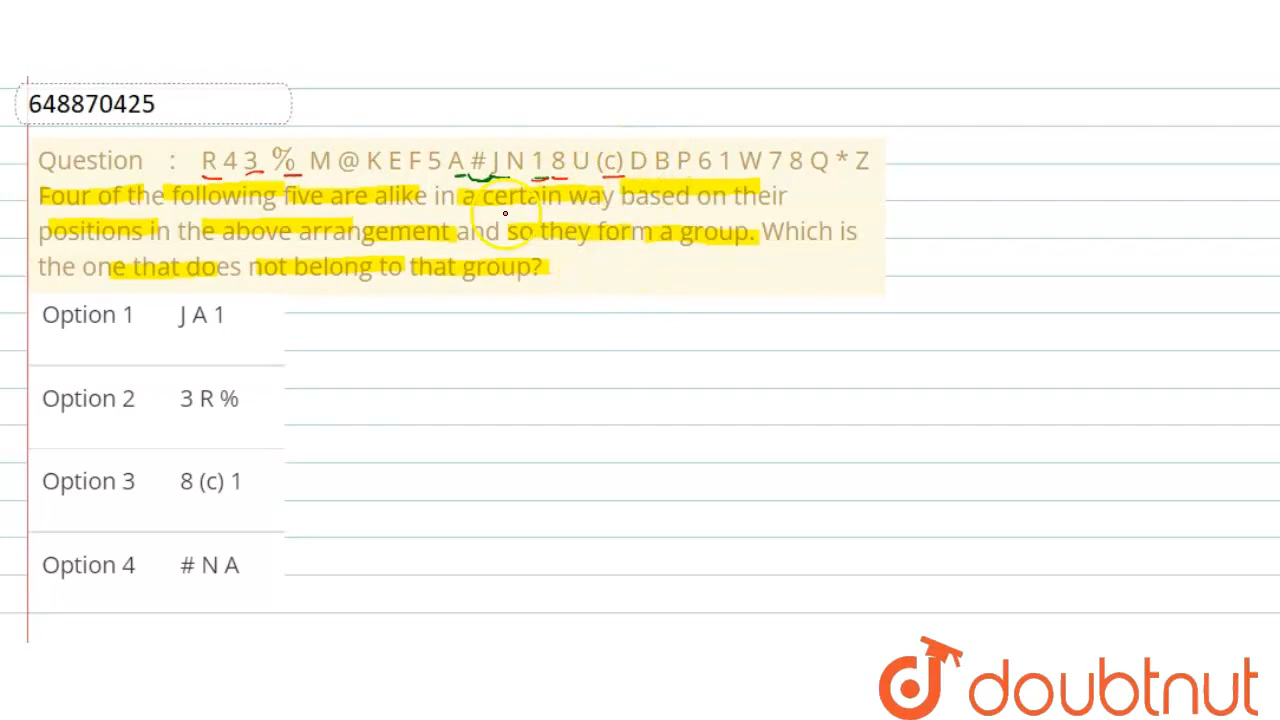 648870425
Question : R 4 3 % M @ K E F 5 A # J N 1 8 U (c) D B P 6 1 W 7 8 Q * Z
Four of the following five are alike in a certain way based on their
positions in the above arrangement and so they form a group. Which is
the one that does not belong to that group?
Option 1 J A 1
Option 2 3 R %
Option 3 8 (c) 1
Option 4 # N A
doubtnut